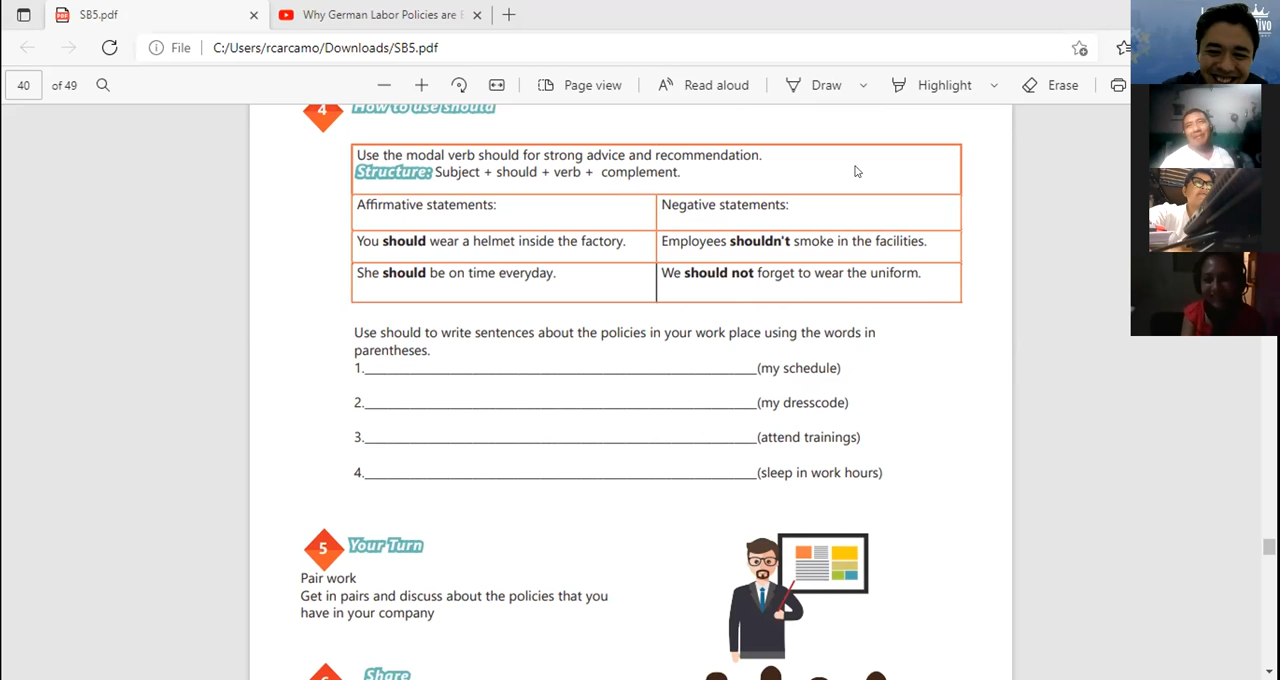 SB5.pdf
Why German Labor Policies are
File
C:/Users/rcarcamo/Downloads/SB5.pdf
40 of 49
Page view
Read aloud
Draw
Highlight
Erase
4 How to use should
Use the modal verb should for strong advice and recommendation.
Structure: Subject + should + verb + complement.
Affirmative statements:
Negative statements:
You should wear a helmet inside the factory.
Employees shouldn't smoke in the facilities.
She should be on time everyday.
We should not forget to wear the uniform.
Use should to write sentences about the policies in your work place using the words in
parentheses.
1.____________________(my schedule)
2.____________________(my dresscode)
3.____________________(attend trainings)
4.____________________(sleep in work hours)
5 Your Turn
Pair work
Get in pairs and discuss about the policies that you
have in your company
Share